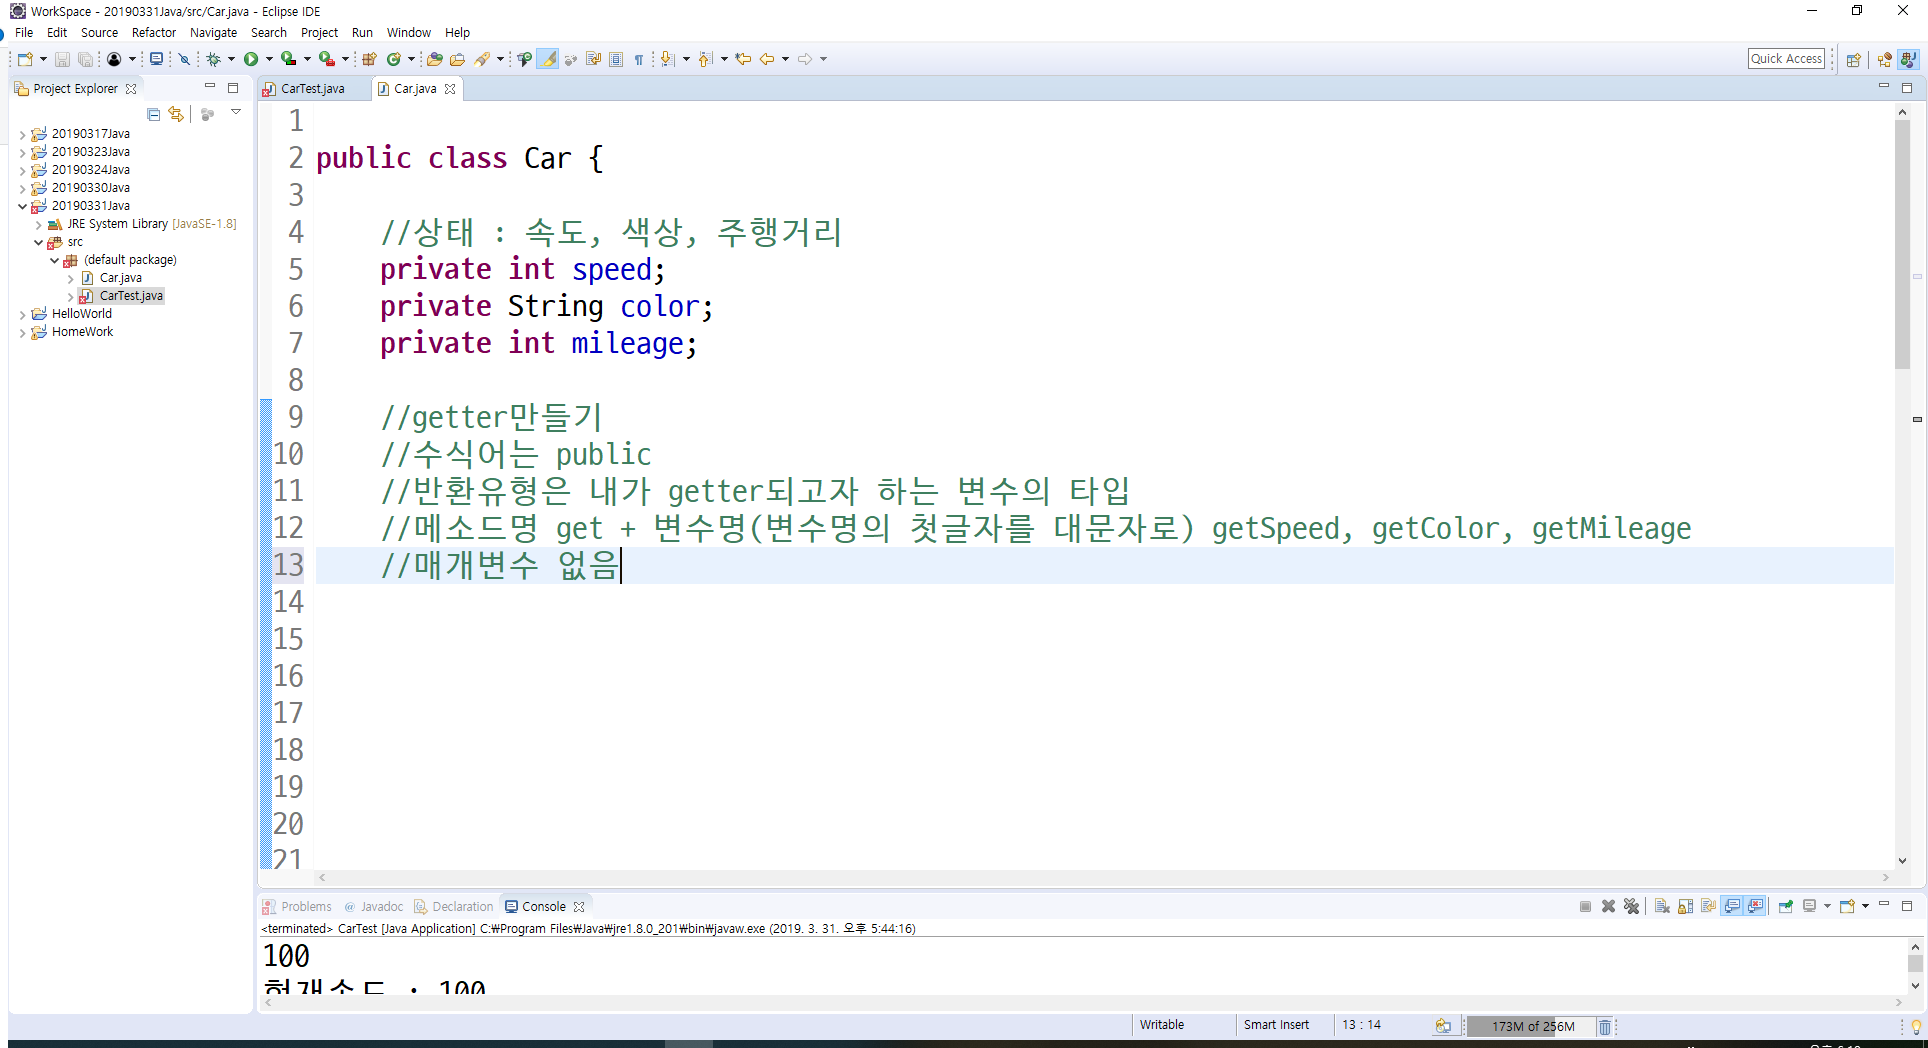 WorkSpace - 20190331Java/src/Car.java - Eclipse IDE
File Edit Source Refactor Navigate Search Project Run Window Help
Quick Access
Project Explorer
CarTest.java
Car.java
20190317Java
20190323Java
20190324Java
20190330Java
20190331Java
JRE System Library [JavaSE-1.8]
src
(default package)
Car.java
CarTest.java
HelloWorld
HomeWork
1
2 public class Car {
3
4 //상태 : 속도, 색상, 주행거리
5 private int speed;
6 private String color;
7 private int mileage;
8
9 //getter만들기
10 //수식어는 public
11 //반환유형은 내가 getter되고자 하는 변수의 타입
12 //메소드명 get + 변수명(변수명의 첫글자를 대문자로) getSpeed, getColor, getMileage
13 //매개변수 없음
14
15
16
17
18
19
20
21
Problems @ Javadoc Declaration Console
<terminated> CarTest [Java Application] C:₩Program Files₩Java₩jre1.8.0_201₩bin₩javaw.exe (2019. 3. 31. 오후 5:44:16)
100
현재속도 : 100
Writable Smart Insert 13 : 14 173M of 256M